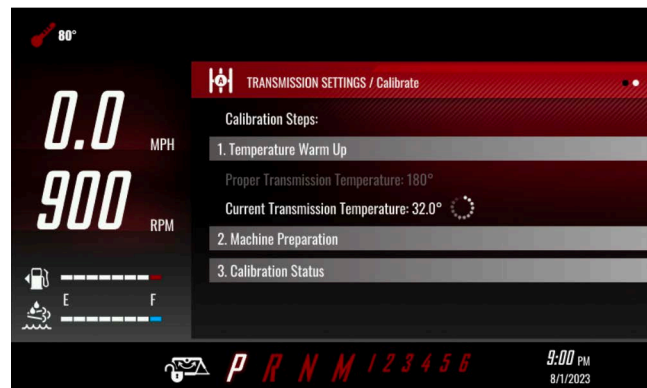 80°
TRANSMISSION SETTINGS / Calibrate
0.0 MPH
900 RPM
Calibration Steps:
1. Temperature Warm Up
Proper Transmission Temperature: 180°
Current Transmission Temperature: 32.0°
2. Machine Preparation
3. Calibration Status
E F
P R N M 1 2 3 4 5 6
9:00 PM
8/1/2023
A